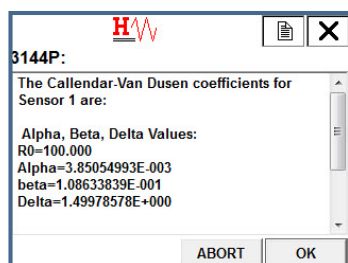 H
3144P:
The Callendar-Van Dusen coefficients for
Sensor 1 are:
Alpha, Beta, Delta Values:
R0=100.000
Alpha=3.85054993E-003
beta=1.08633839E-001
Delta=1.49978578E+000
ABORT
OK